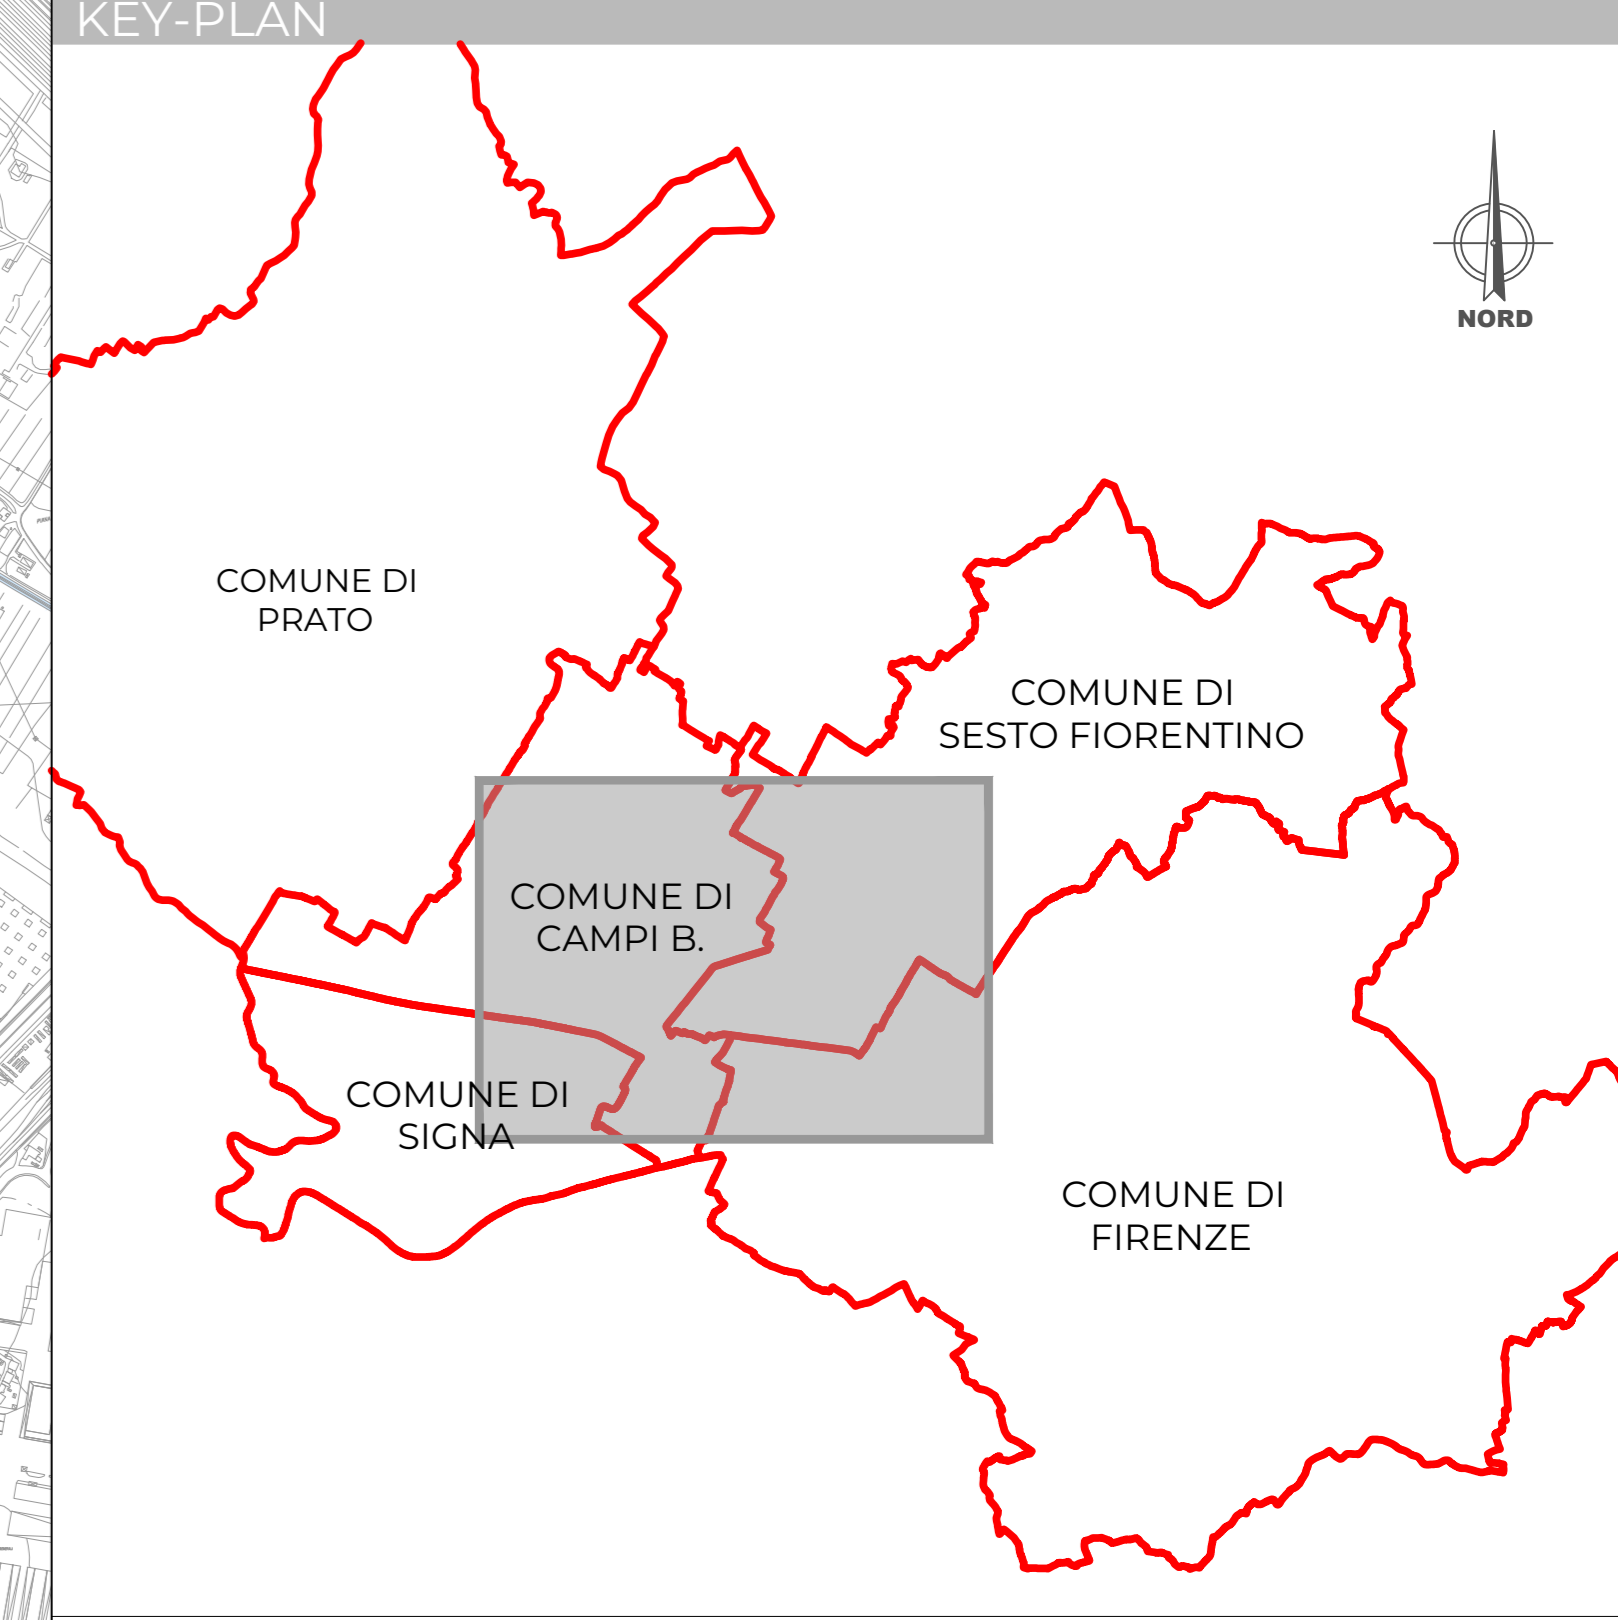 KEY-PLAN
NORD
COMUNE DI
PRATO
COMUNE DI
SESTO FIORENTINO
COMUNE DI
CAMPI B.
COMUNE DI
SIGNA
COMUNE DI
FIRENZE